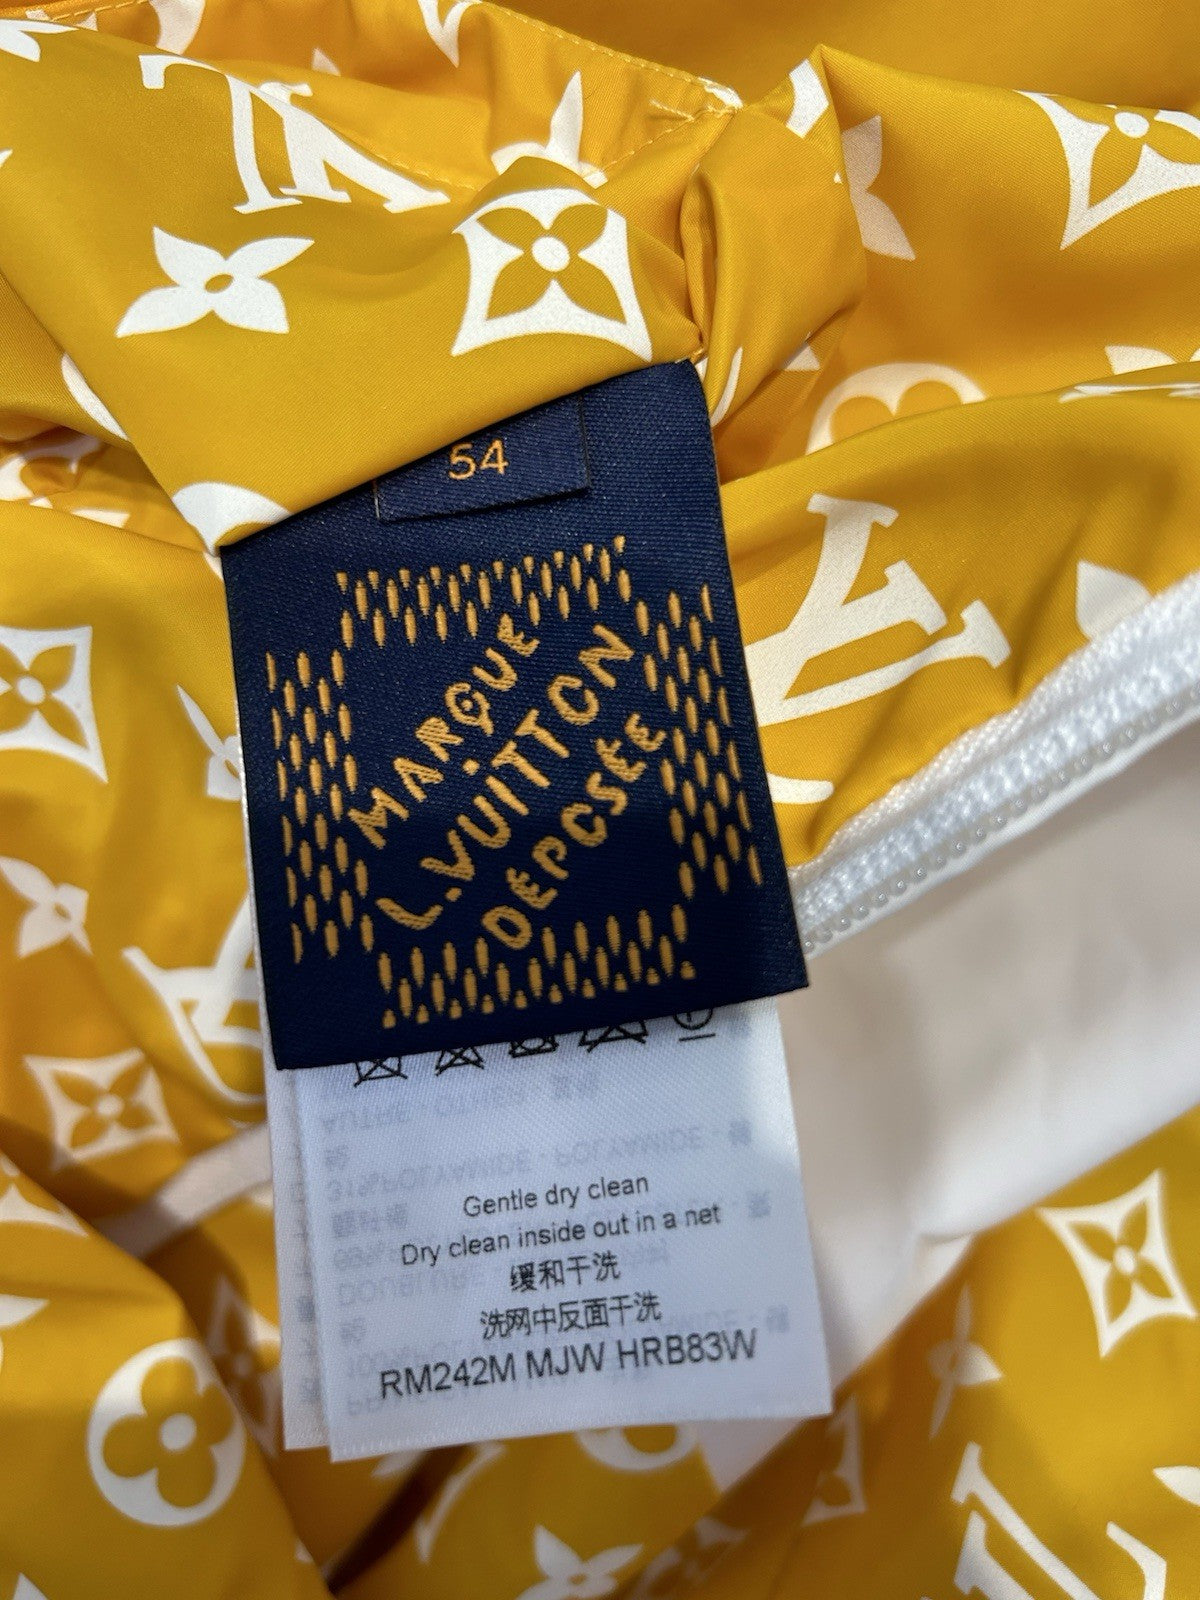 54
MARQUE
L.VUITTON
DÉPOSÉE
Gentle dry clean
Dry clean inside out in a net
缓和干洗
洗网中反面干洗
RM242M MJW HRB83W